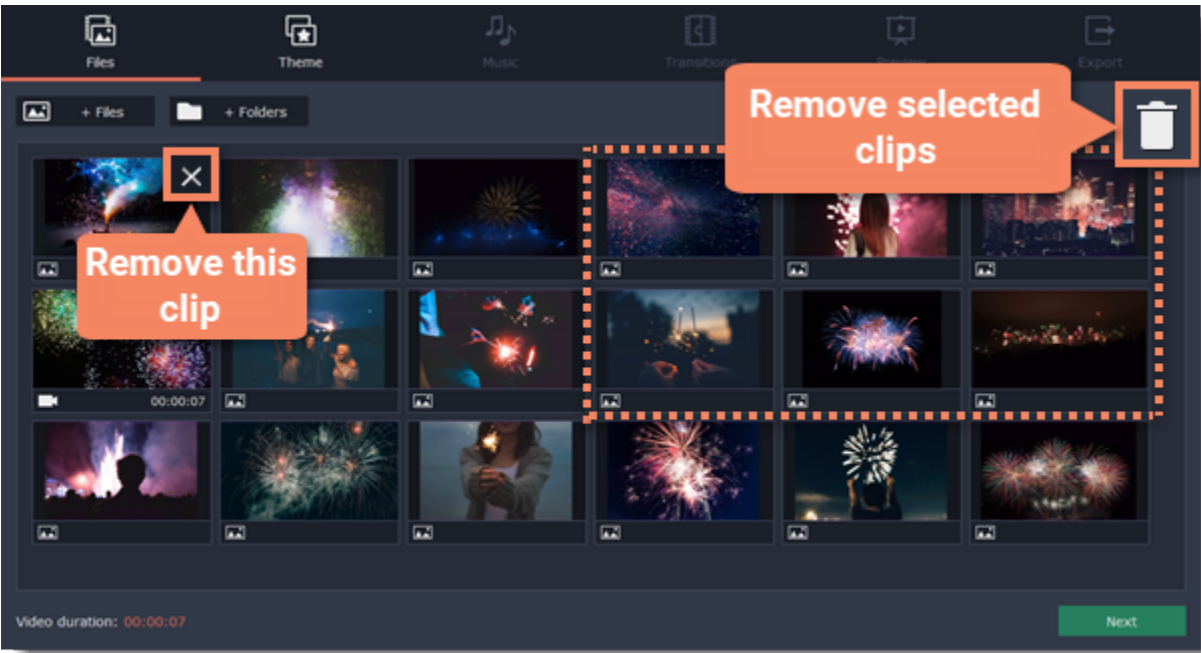 Files
Theme
Music
Transitions
Preview
Export
+ Files
+ Folders
Remove selected
clips
Remove this
clip
00:00:07
Video duration: 00:00:07
Next